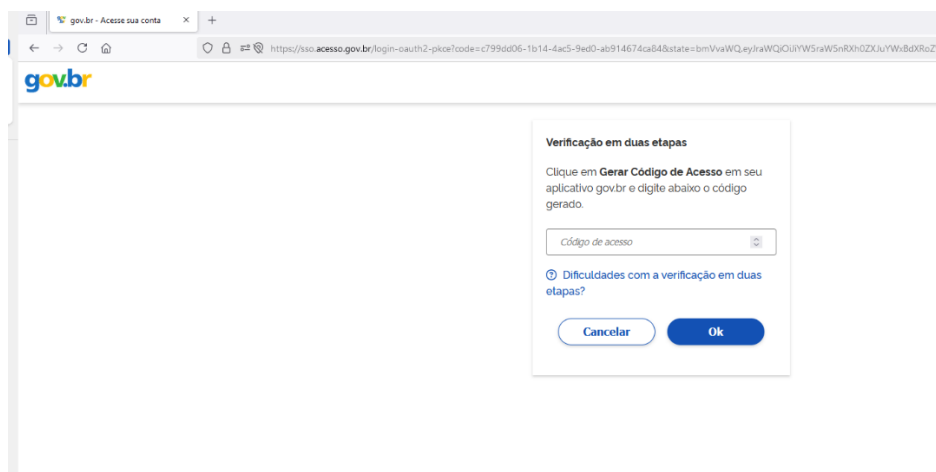 gov.br - Acesse sua conta
https://sso.acesso.gov.br/login-oauth2-pkce?code=c799dd06-1b14-4ac5-9ed0-ab914674ca84&state=
gov.br
Verificação em duas etapas
Clique em Gerar Código de Acesso em seu
aplicativo gov.br e digite abaixo o código
gerado.
Código de acesso
Dificuldades com a verificação em duas
etapas?
Cancelar
Ok